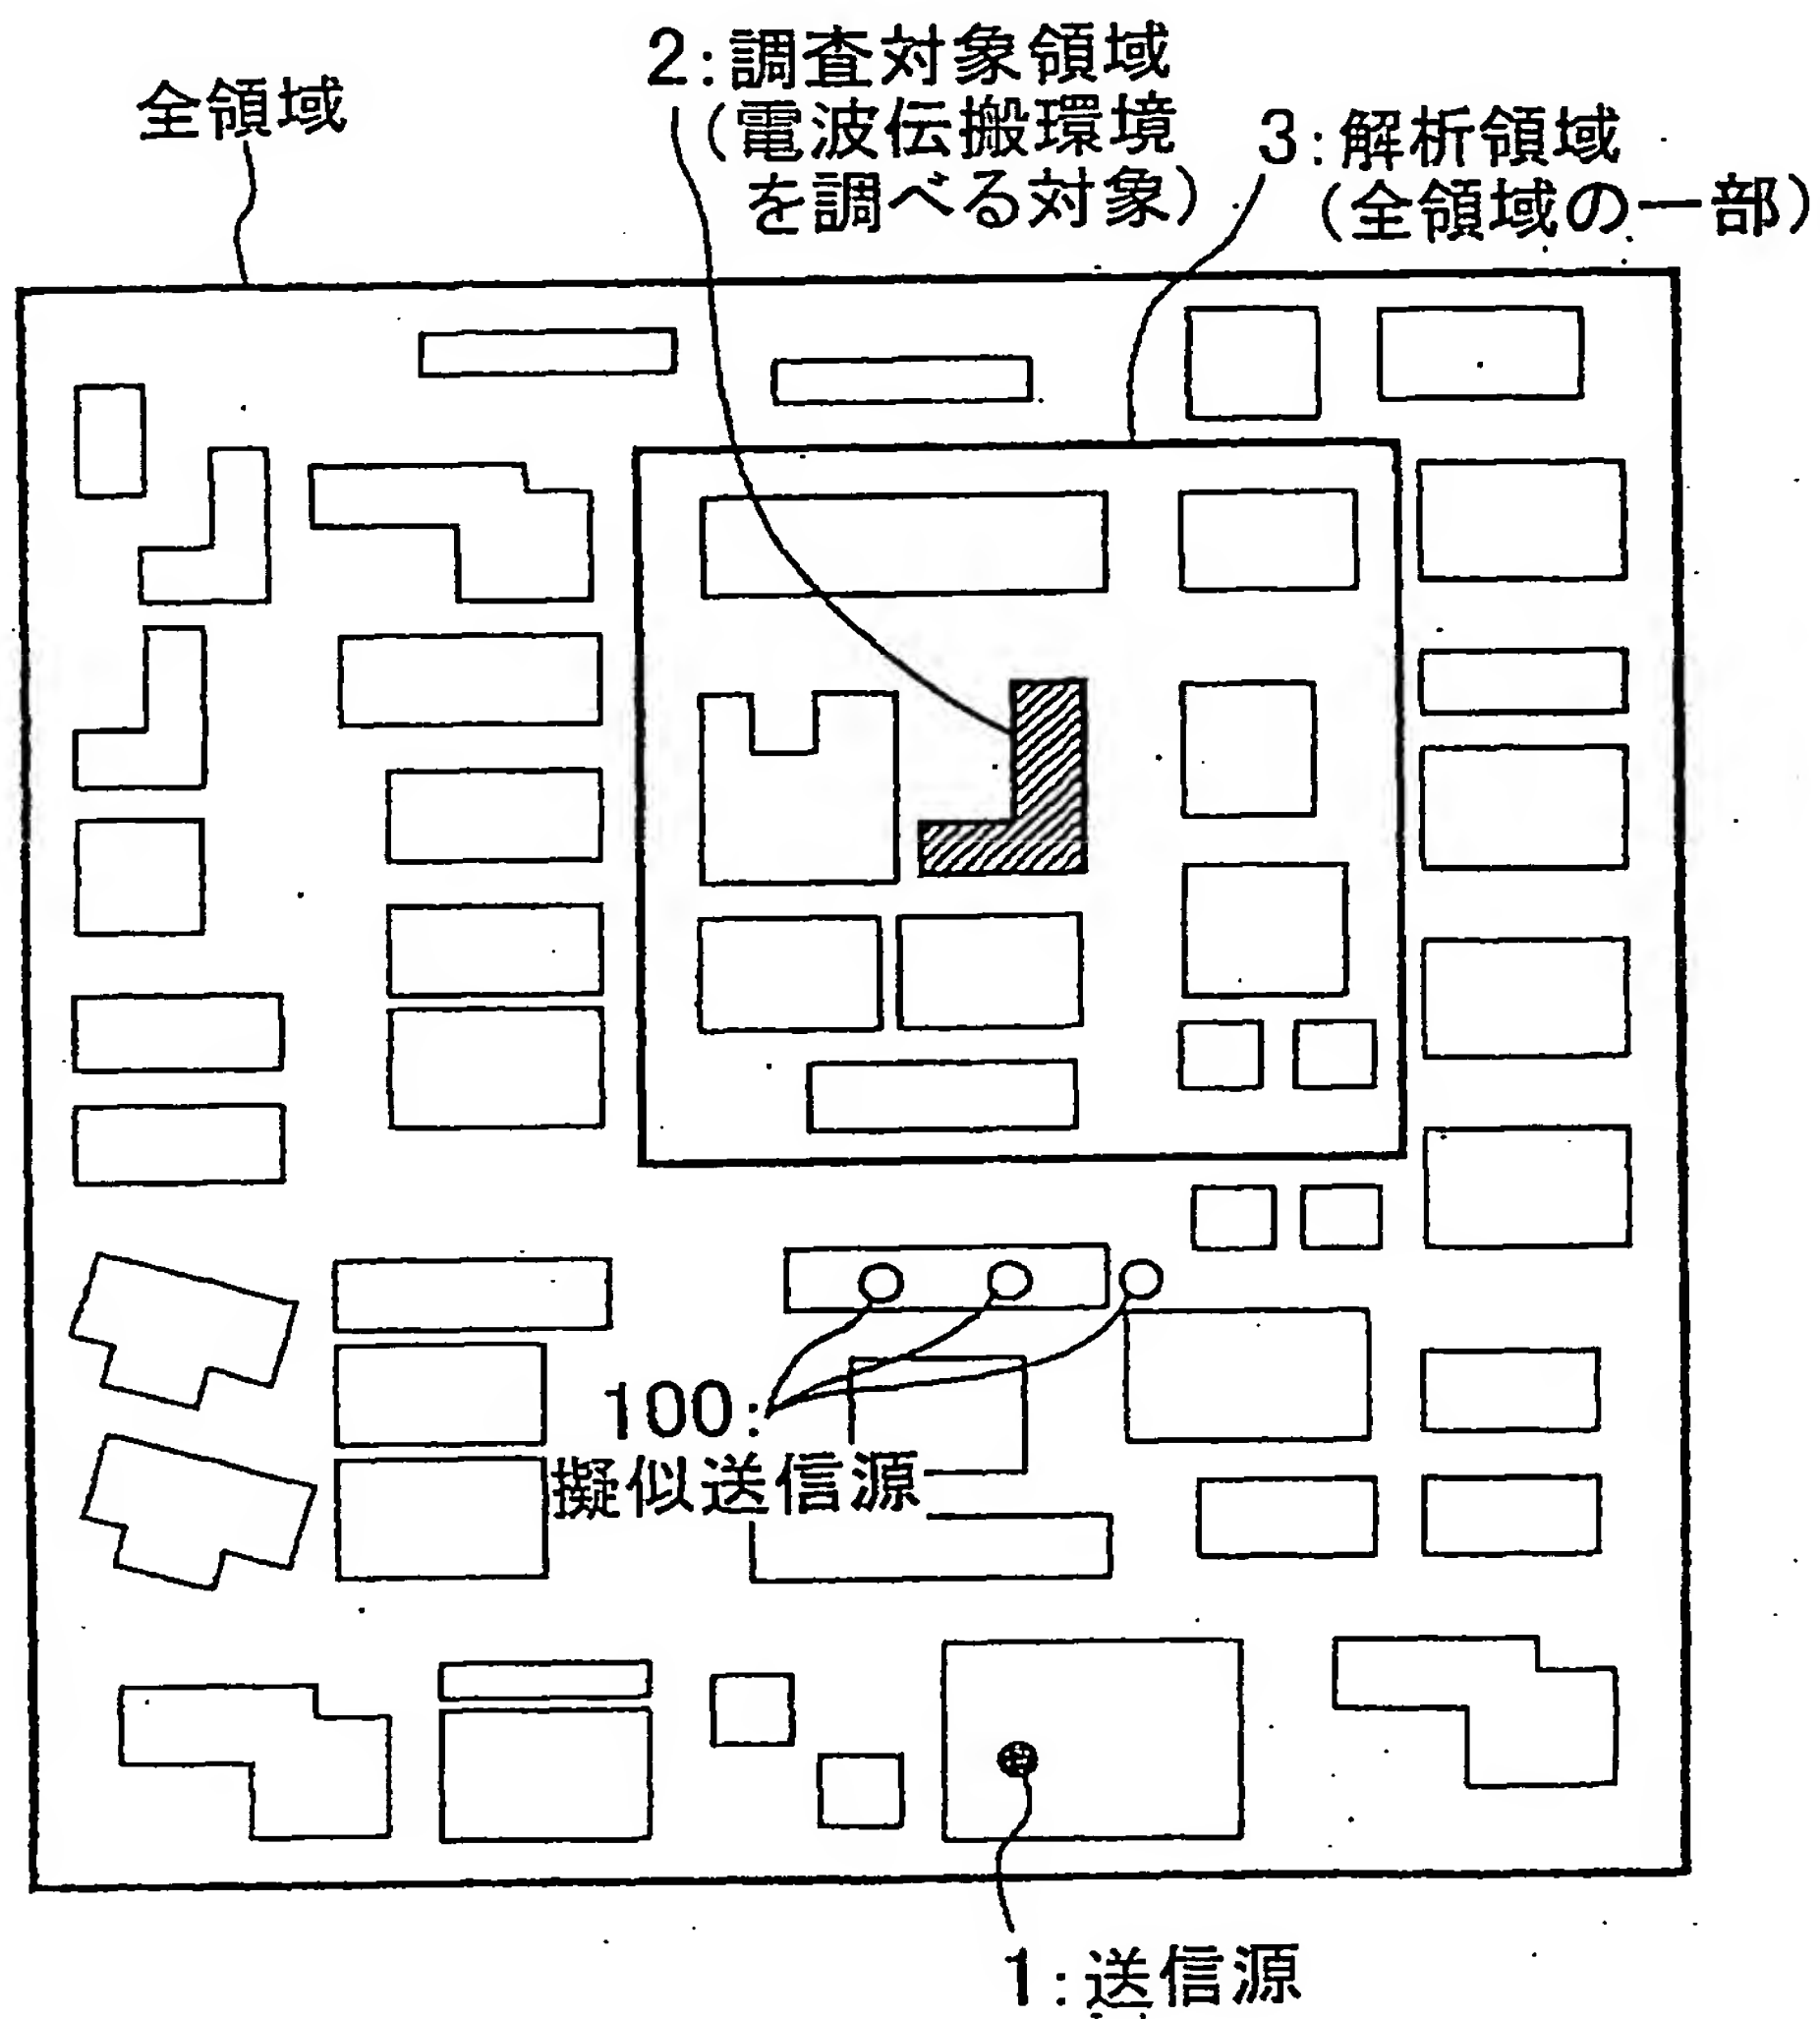 全領域
2:調査対象領域
(電波伝搬環境
を調べる対象)
3:解析領域
(全領域の一部)
100:
擬似送信源
1:送信源